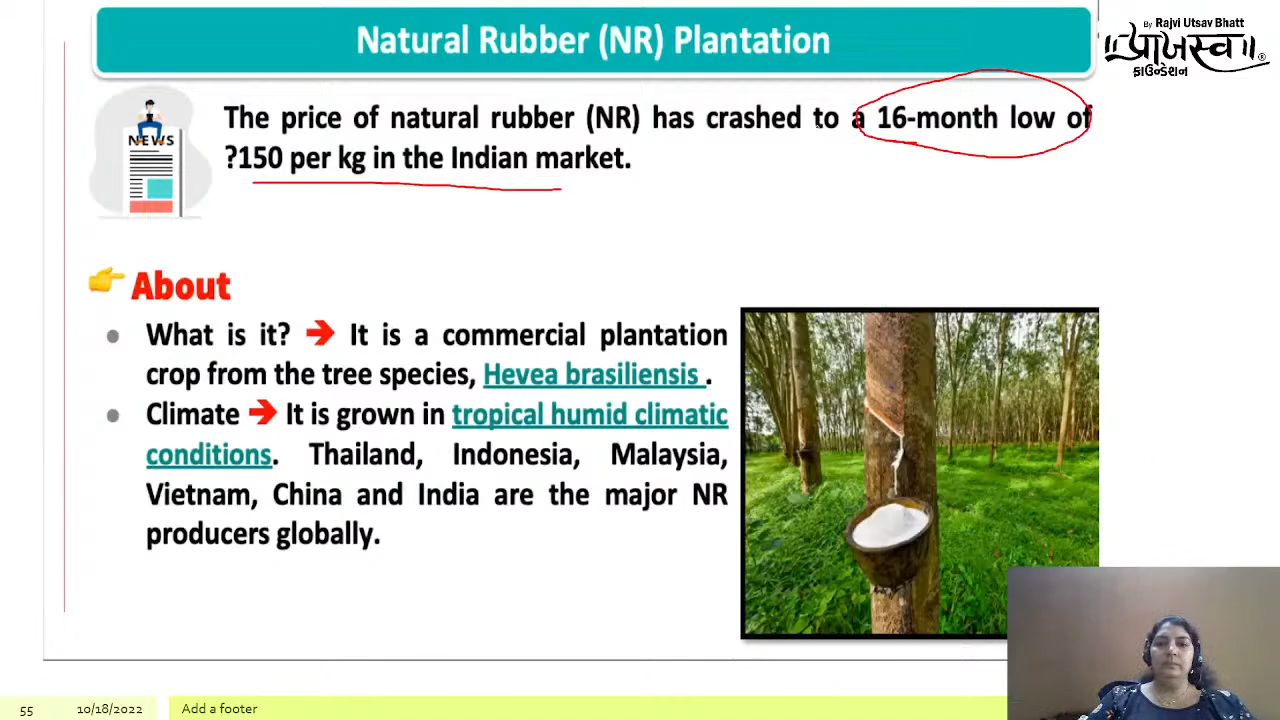 Natural Rubber (NR) Plantation
By Rajvi Utsav Bhatt
॥प्राजस्व॥
ફાઉન્ડેશન
NEWS
The price of natural rubber (NR) has crashed to a 16-month low of
?150 per kg in the Indian market.
About
What is it? ➔ It is a commercial plantation
crop from the tree species, Hevea brasiliensis .
Climate ➔ It is grown in tropical humid climatic
conditions. Thailand, Indonesia, Malaysia,
Vietnam, China and India are the major NR
producers globally.
55 10/18/2022 Add a footer